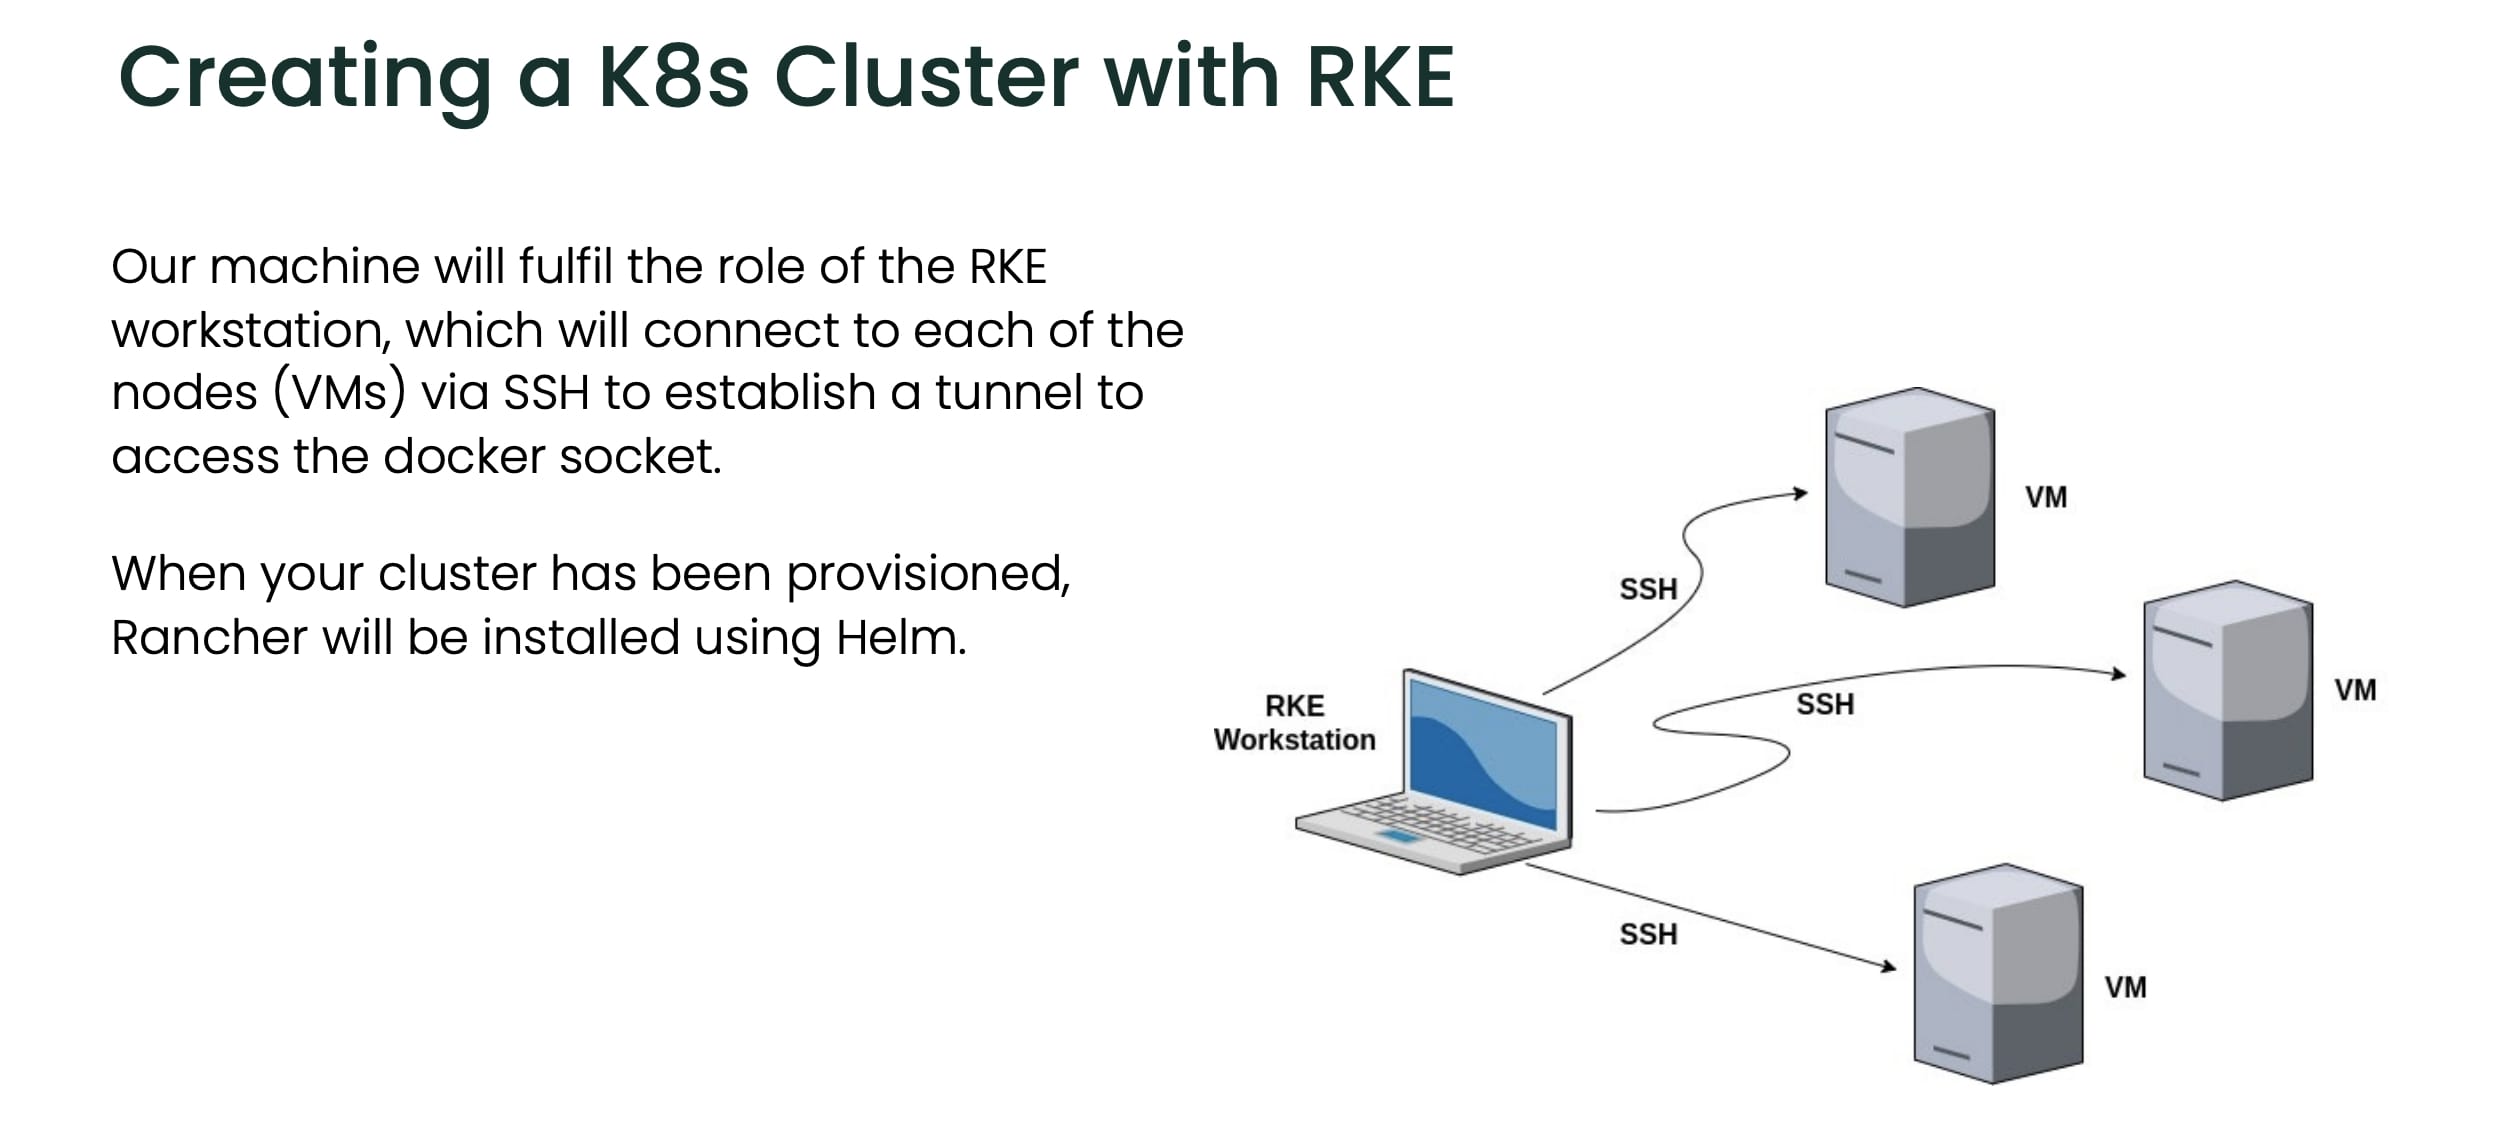 Creating a K8s Cluster with RKE
Our machine will fulfil the role of the RKE
workstation, which will connect to each of the
nodes (VMs) via SSH to establish a tunnel to
access the docker socket.
When your cluster has been provisioned,
Rancher will be installed using Helm.
VM
SSH
VM
SSH
RKE
Workstation
SSH
VM